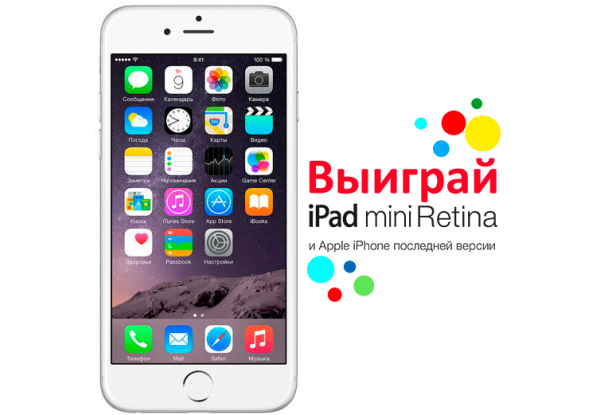 9:41 100 %
Сообщения Календарь Фото Камера
Погода Часы Карты Видео
Заметки Напоминания Акции Game Center
Киоск iTunes Store App Store iBooks
Здоровье Passbook Настройки
Телефон Mail Safari Музыка
Выиграй
iPad mini Retina
и Apple iPhone последней версии